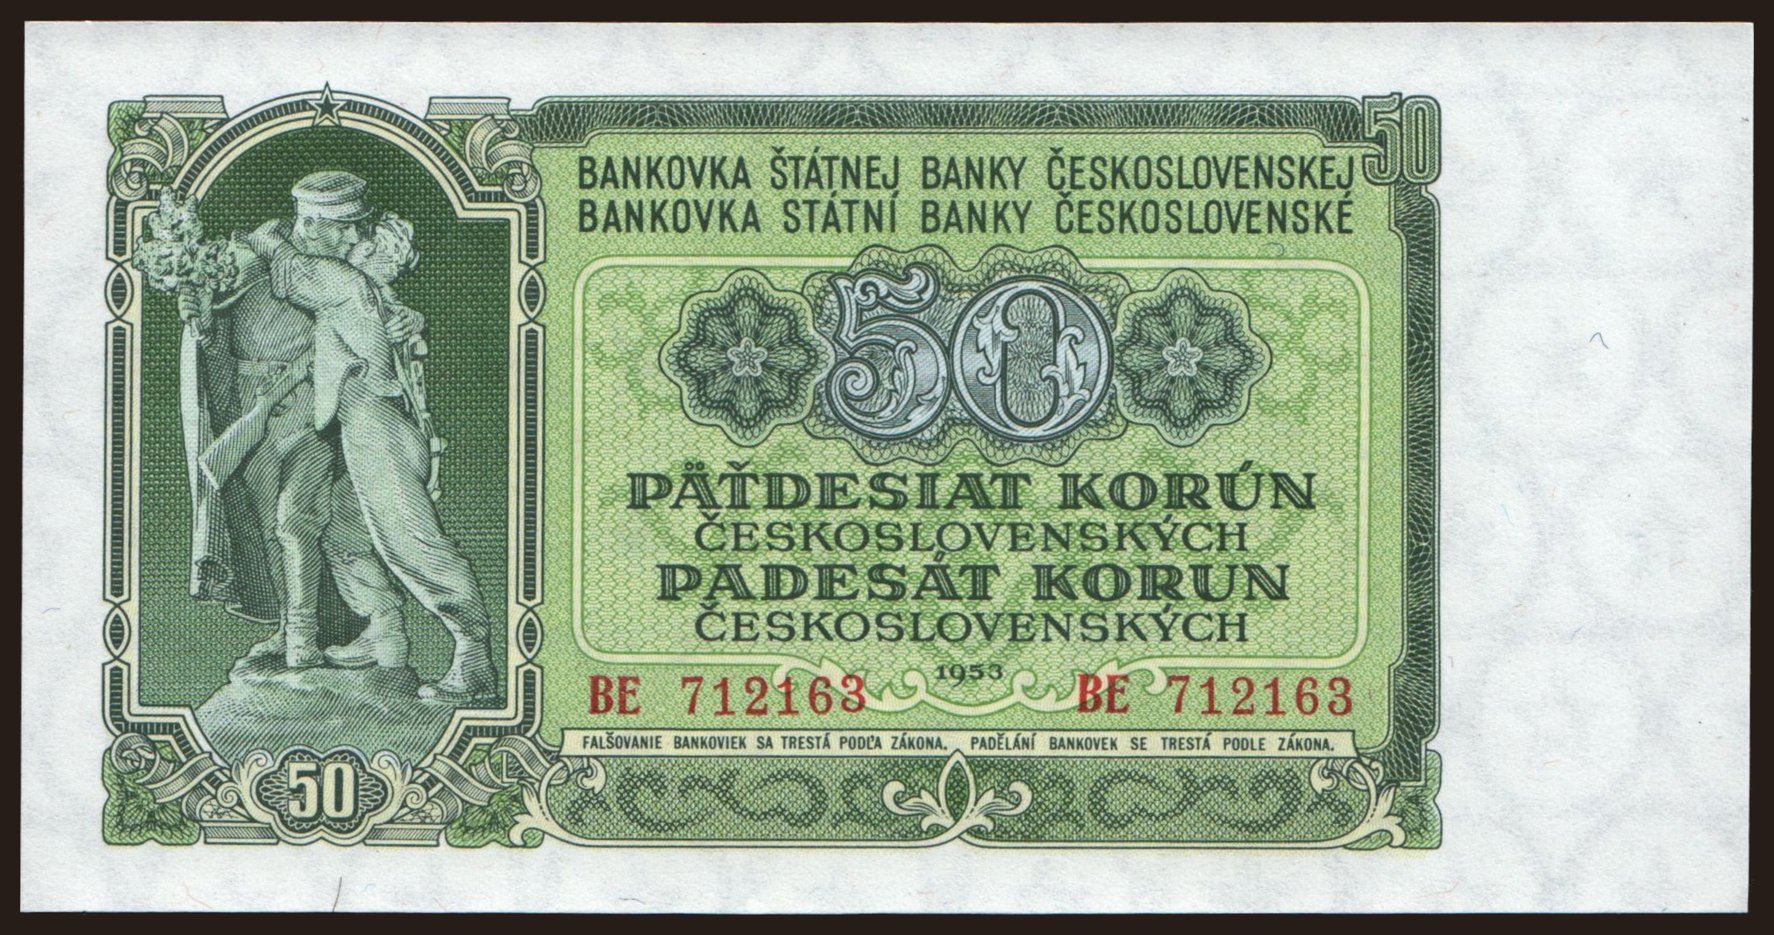 50
BANKOVKA ŠTÁTNEJ BANKY ČESKOSLOVENSKEJ
BANKOVKA STÁTNÍ BANKY ČESKOSLOVENSKÉ
50
PÄŤDESIAT KORÚN
ČESKOSLOVENSKÝCH
PADESÁT KORUN
ČESKOSLOVENSKÝCH
1953
BE 712163 BE 712163
FALŠOVANIE BANKOVIEK SA TRESTÁ PODĽA ZÁKONA. PADĚLÁNÍ BANKOVEK SE TRESTÁ PODLE ZÁKONA.
50